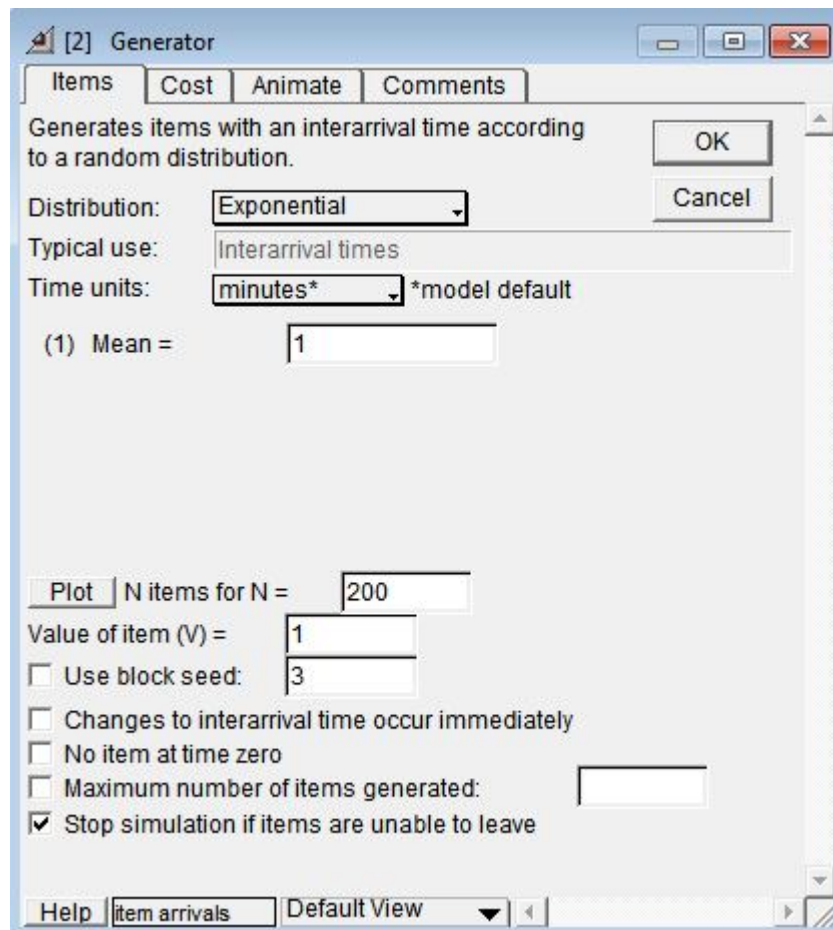 [2] Generator
Items Cost Animate Comments
Generates items with an interarrival time according
to a random distribution.
OK
Cancel
Distribution: Exponential
Typical use: Interarrival times
Time units: minutes* *model default
(1) Mean = 1
Plot N items for N = 200
Value of item (V) = 1
Use block seed: 3
Changes to interarrival time occur immediately
No item at time zero
Maximum number of items generated:
Stop simulation if items are unable to leave
Help item arrivals Default View